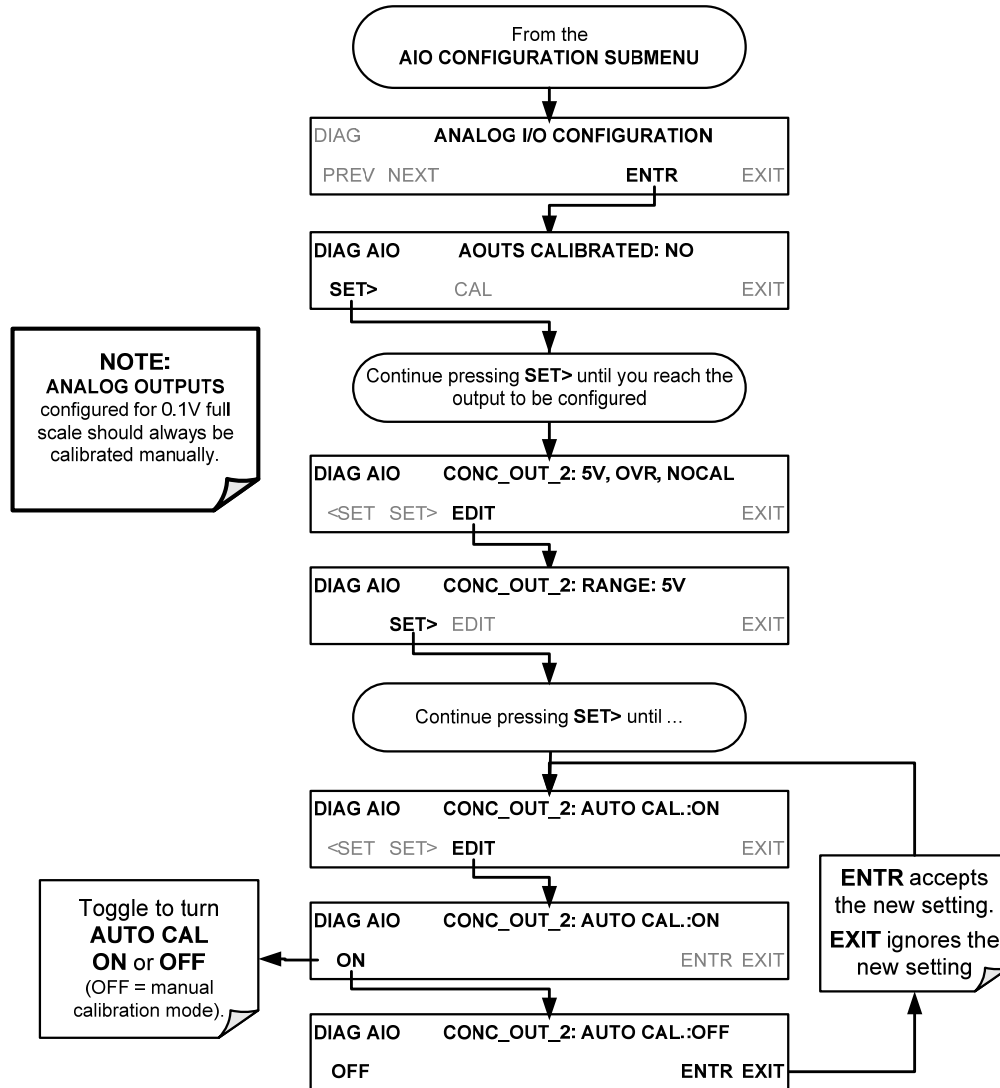 From the
AIO CONFIGURATION SUBMENU
DIAG ANALOG I/O CONFIGURATION
PREV NEXT ENTR EXIT
DIAG AIO AOUTS CALIBRATED: NO
SET> CAL EXIT
NOTE:
ANALOG OUTPUTS
configured for 0.1V full
scale should always be
calibrated manually.
Continue pressing SET> until you reach the
output to be configured
DIAG AIO CONC_OUT_2: 5V, OVR, NOCAL
<SET SET> EDIT EXIT
DIAG AIO CONC_OUT_2: RANGE: 5V
SET> EDIT EXIT
Continue pressing SET> until ...
DIAG AIO CONC_OUT_2: AUTO CAL.:ON
<SET SET> EDIT EXIT
Toggle to turn
AUTO CAL
ON or OFF
(OFF = manual
calibration mode).
DIAG AIO CONC_OUT_2: AUTO CAL.:ON
ON ENTR EXIT
ENTR accepts
the new setting.
EXIT ignores the
new setting
DIAG AIO CONC_OUT_2: AUTO CAL.:OFF
OFF ENTR EXIT